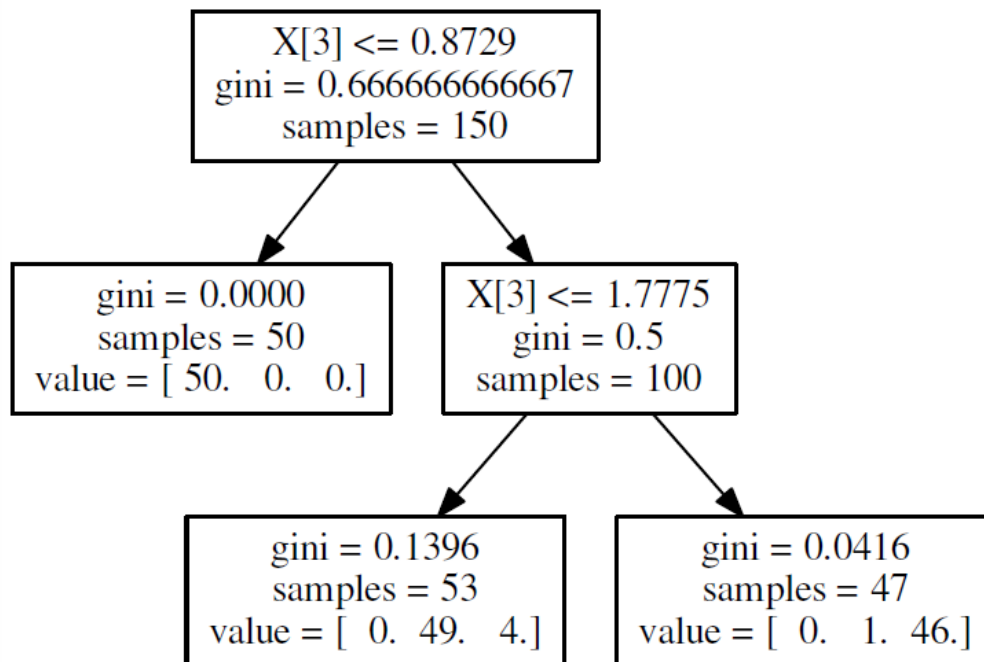 X[3] <= 0.8729
gini = 0.666666666667
samples = 150
gini = 0.0000
samples = 50
value = [ 50. 0. 0.]
X[3] <= 1.7775
gini = 0.5
samples = 100
gini = 0.1396
samples = 53
value = [ 0. 49. 4.]
gini = 0.0416
samples = 47
value = [ 0. 1. 46.]